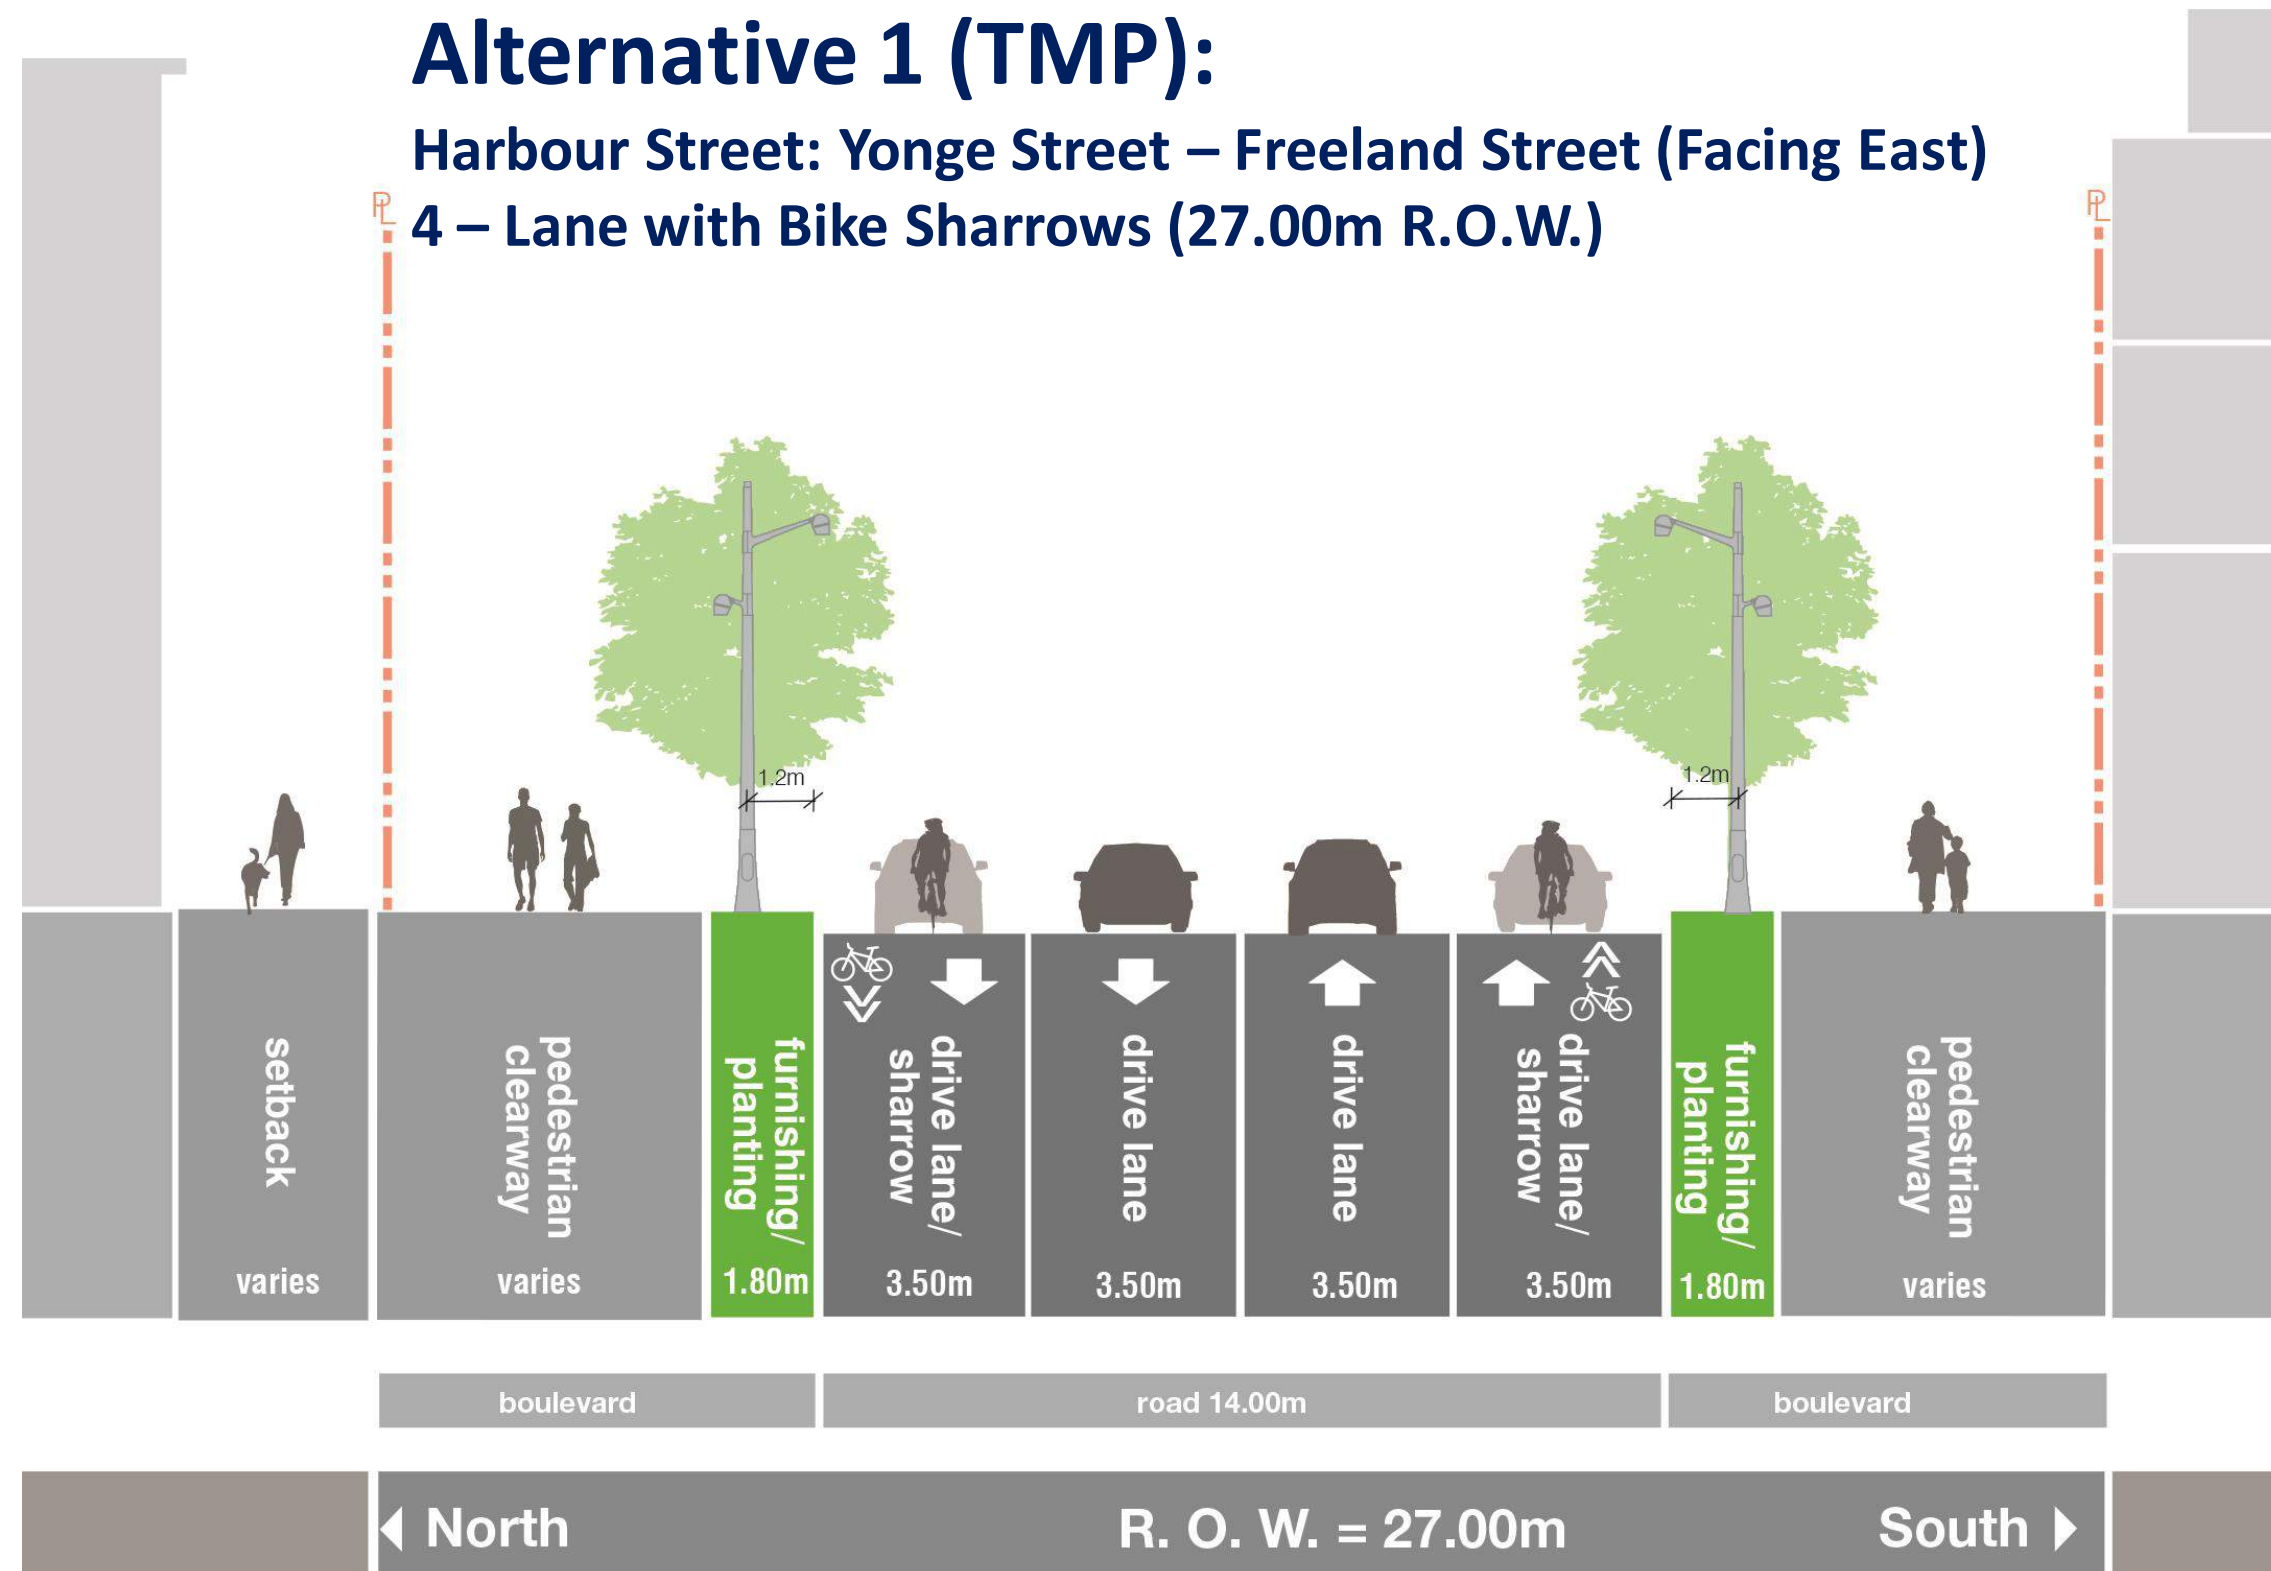 Alternative 1 (TMP):
Harbour Street: Yonge Street – Freeland Street (Facing East)
4 – Lane with Bike Sharrows (27.00m R.O.W.)
PL
PL
1.2m
1.2m
setback
varies
pedestrian
clearway
varies
furnishing/
planting
1.80m
drive lane/
sharrow
3.50m
drive lane
3.50m
drive lane
3.50m
drive lane/
sharrow
3.50m
furnishing/
planting
1.80m
pedestrian
clearway
varies
boulevard
road 14.00m
boulevard
North
R. O. W. = 27.00m
South